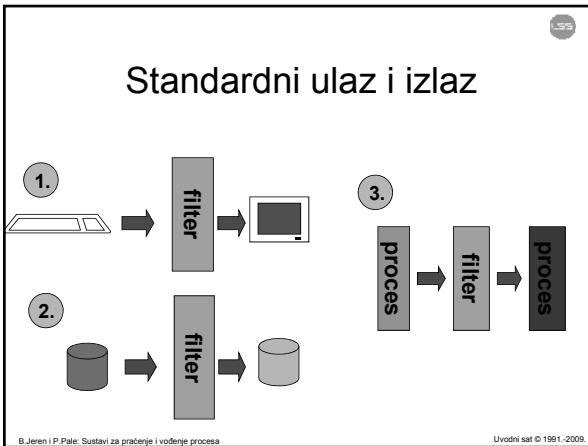 LSS
Standardni ulaz i izlaz
1.
filter
2.
filter
3.
proces
filter
proces
B.Jeren i P.Pale: Sustavi za praćenje i vođenje procesa
Uvodni sat © 1991.-2009.